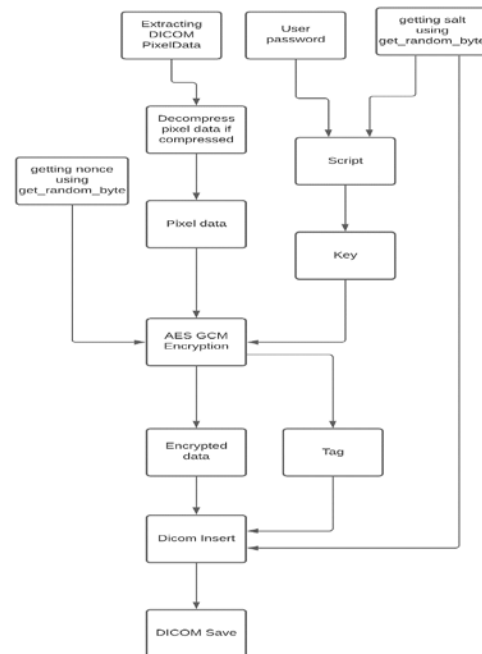 Extracting
DICOM
PixelData
User
password
getting salt
using
get_random_byte
Decompress
pixel data if
compressed
Script
getting nonce
using
get_random_byte
Pixel data
Key
AES GCM
Encryption
Encrypted
data
Tag
Dicom Insert
DICOM Save